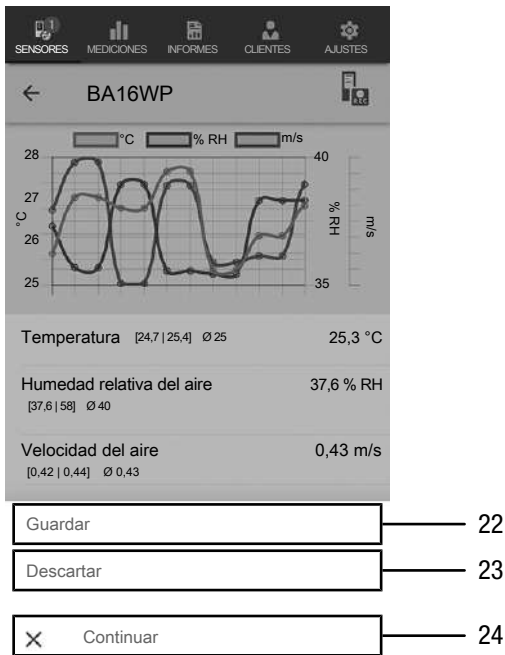 1
SENSORES MEDICIONES INFORMES CLIENTES AJUSTES
BA16WP
REC
°C % RH m/s
28 40
27
°C % RH m/s
26
25 35
Temperatura [24,7 | 25,4] Ø 25 25,3 °C
Humedad relativa del aire 37,6 % RH
[37,6 | 58] Ø 40
Velocidad del aire 0,43 m/s
[0,42 | 0,44] Ø 0,43
Guardar 22
Descartar 23
Continuar 24